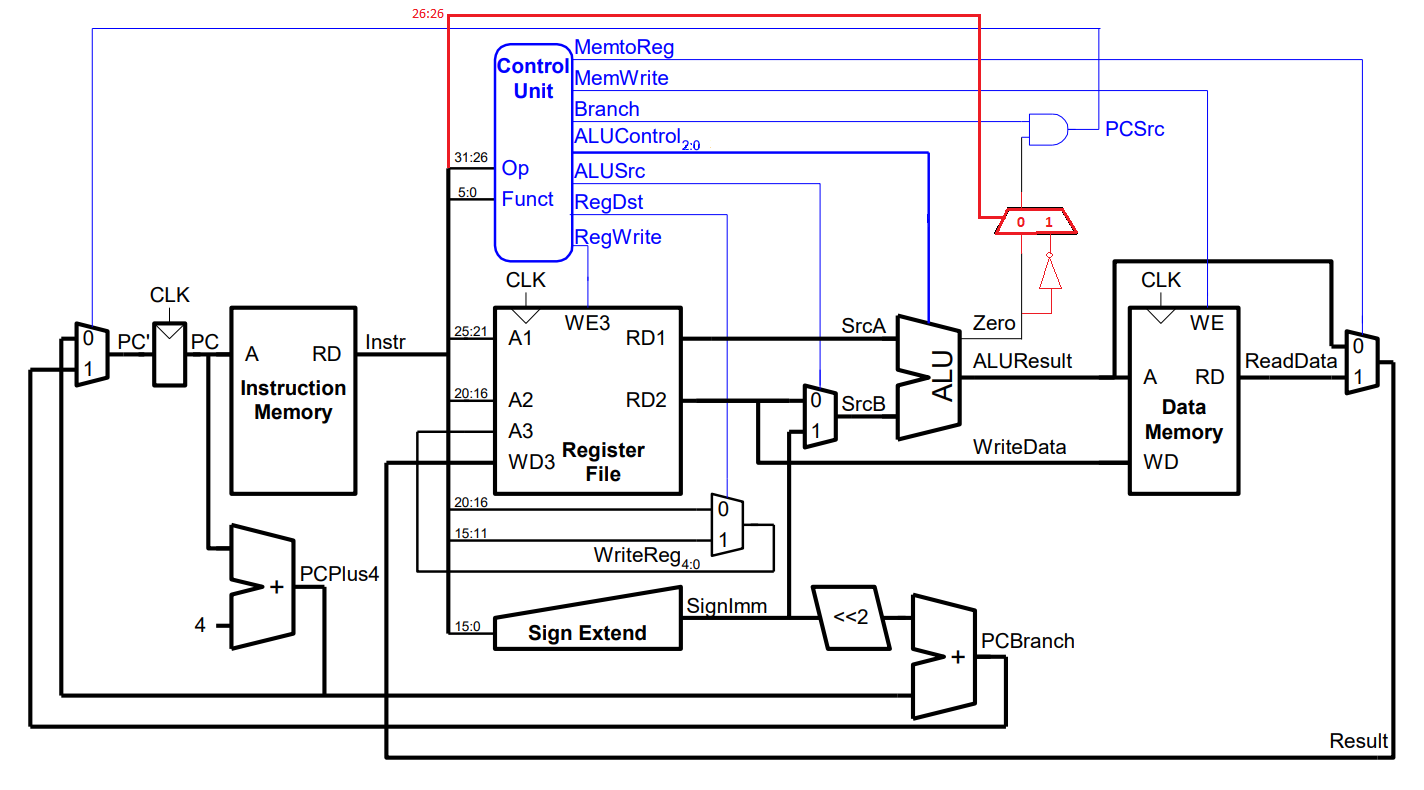 26:26
MemtoReg
Control
Unit
MemWrite
Branch
PCSrc
ALUControl2:0
31:26
Op
ALUSrc
5:0
Funct
RegDst
0 1
RegWrite
CLK
CLK
CLK
WE3
Zero
WE
PC'
PC
Instr
25:21
A1
RD1
SrcA
0
1
A
RD
Instruction
Memory
ALU
ALUResult
ReadData
0
1
A
RD
Data
Memory
20:16
A2
RD2
0
1
SrcB
A3
Register
File
WD3
WriteData
WD
20:16
0
15:11
1
WriteReg4:0
PCPlus4
+
4
SignImm
<<2
15:0
Sign Extend
PCBranch
+
Result